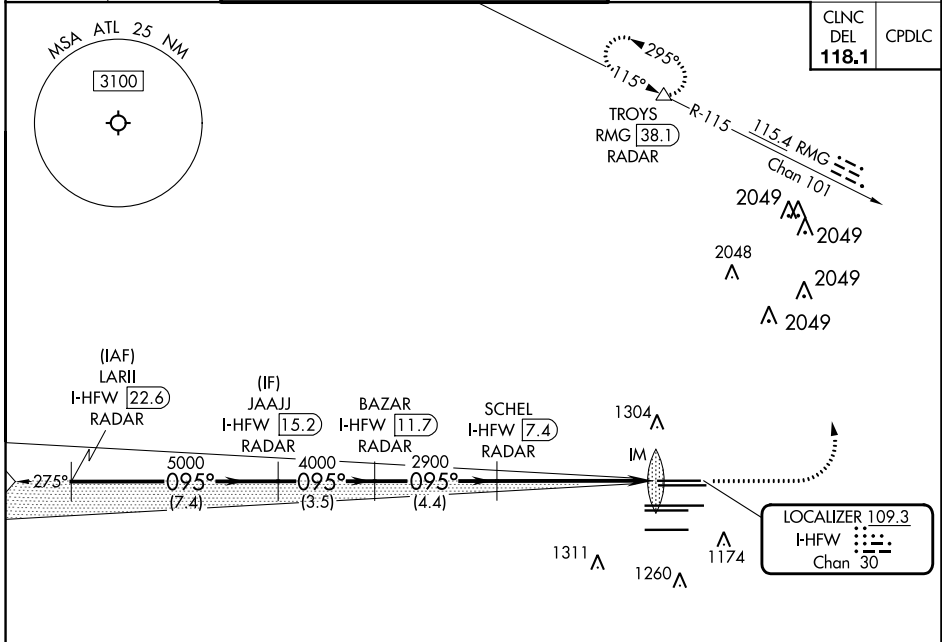 MSA ATL 25 NM
3100
CLNC
DEL
118.1
CPDLC
295°
115°
TROYS
RMG 38.1
RADAR
R-115
115.4 RMG
Chan 101
2049
2049
2048
2049
2049
(IAF)
LARII
I-HFW 22.6
RADAR
(IF)
JAAJJ
I-HFW 15.2
RADAR
BAZAR
I-HFW 11.7
RADAR
SCHEL
I-HFW 7.4
RADAR
1304
IM
275°
5000
095°
(7.4)
4000
095°
(3.5)
2900
095°
(4.4)
LOCALIZER 109.3
I-HFW
Chan 30
1311
1260
1174